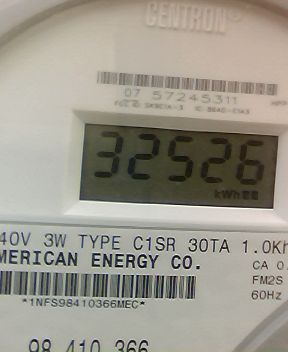 CENTRON
07 57245311
32526
kWh
40V 3W TYPE C1SR 30TA 1.0Kh
MERICAN ENERGY CO.
CA 0.
FM2S
*1NFS98410366MEC*
60Hz
98 410 366